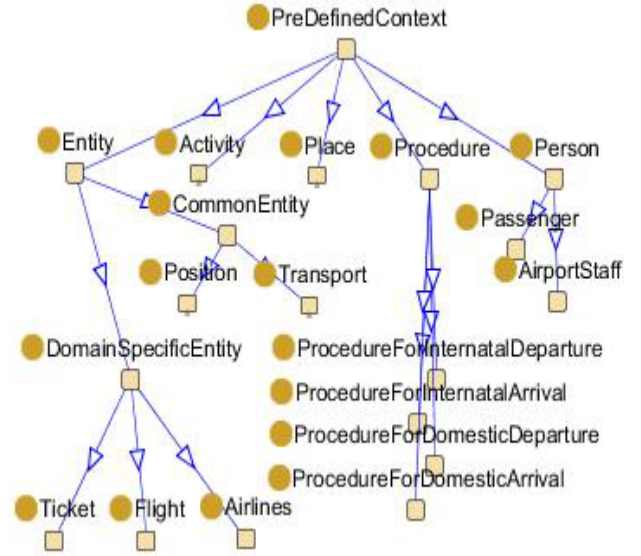 PreDefinedContext
Entity
Activity
Place
Procedure
Person
CommonEntity
Passenger
Position
Transport
AirportStaff
DomainSpecificEntity
ProcedureForInternatalDeparture
ProcedureForInternatalArrival
ProcedureForDomesticDeparture
ProcedureForDomesticArrival
Ticket
Flight
Airlines